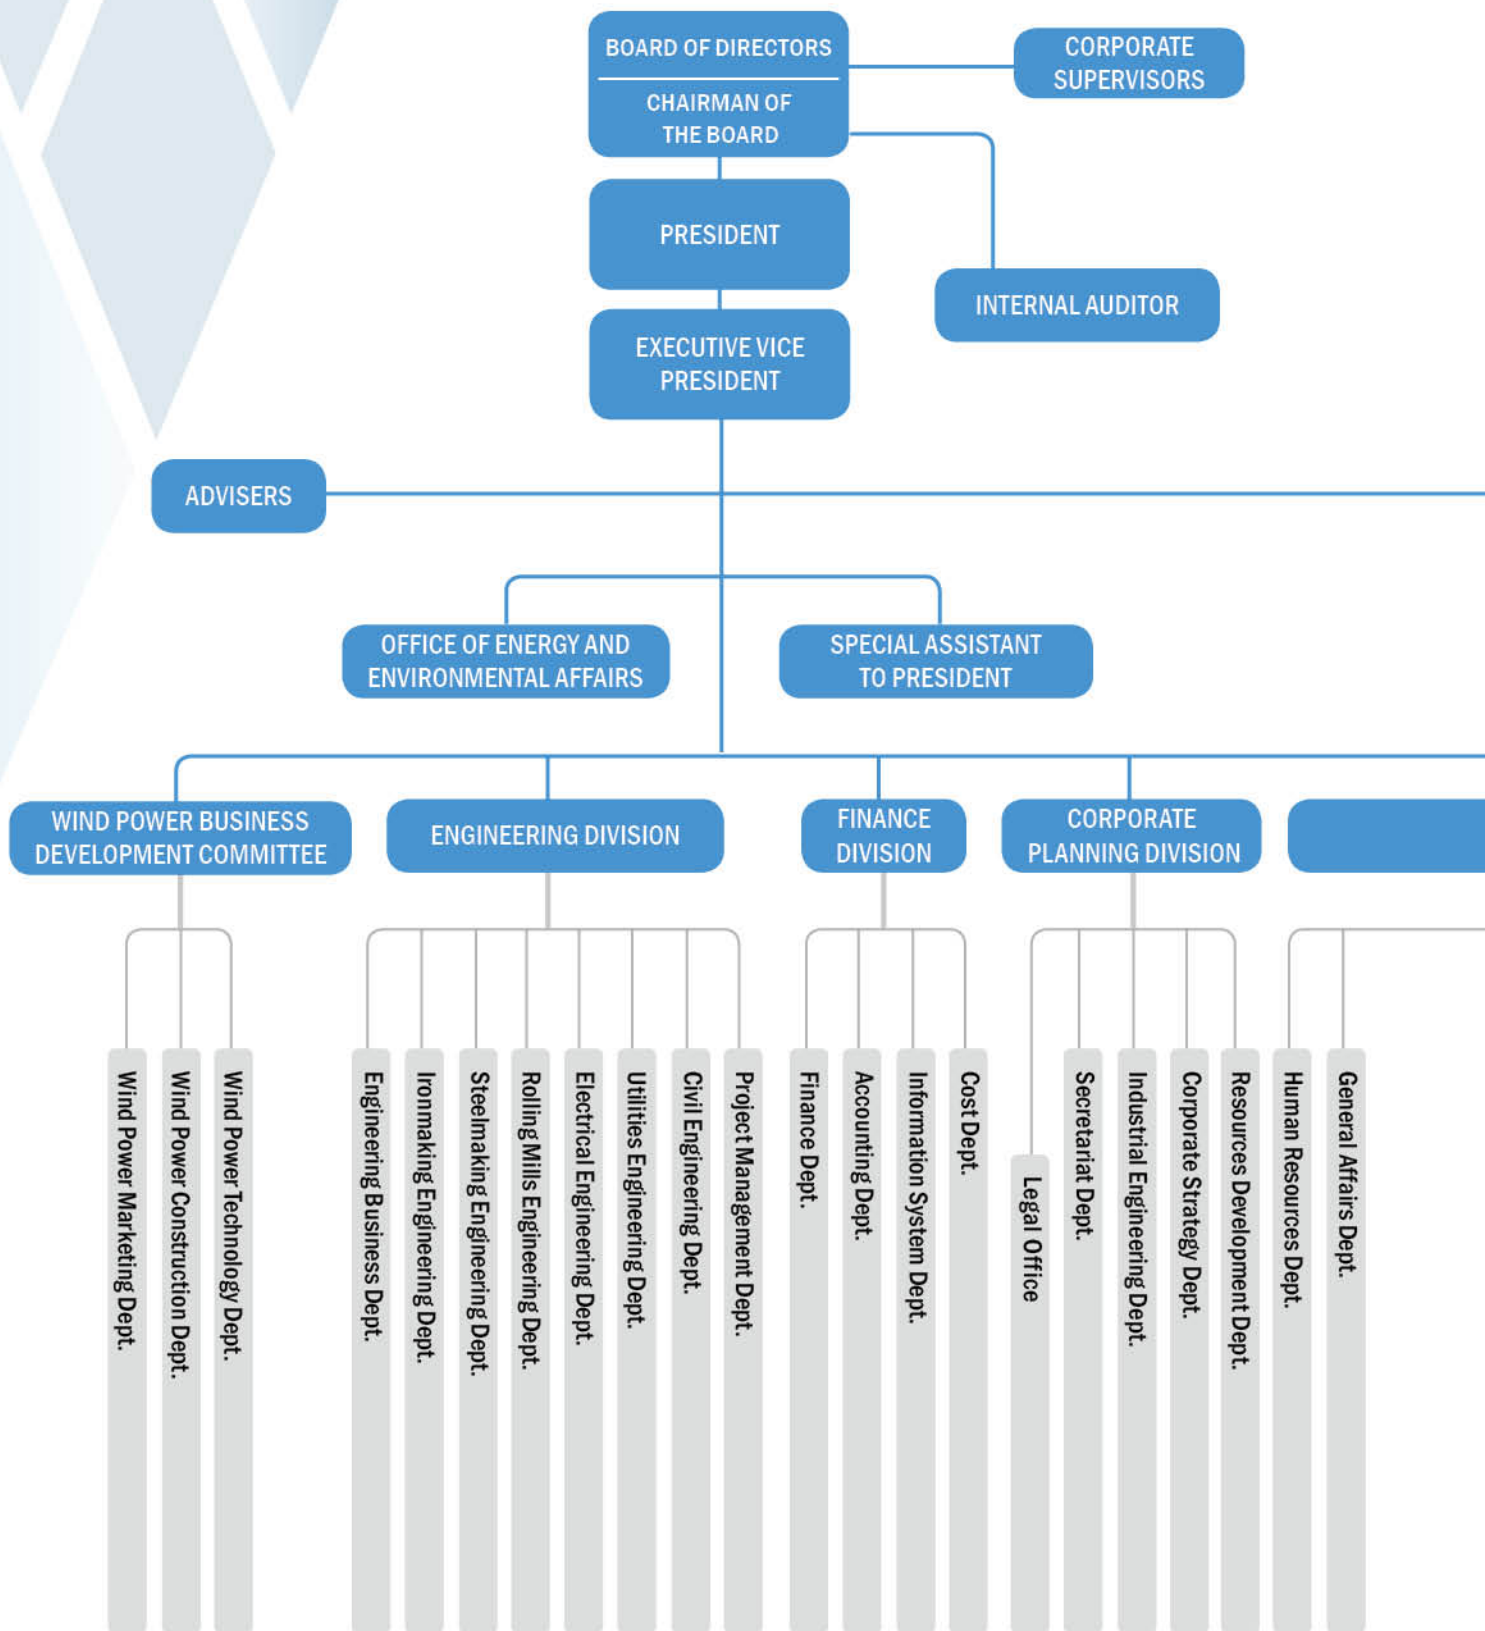 BOARD OF DIRECTORS
CHAIRMAN OF
THE BOARD
CORPORATE
SUPERVISORS
PRESIDENT
INTERNAL AUDITOR
EXECUTIVE VICE
PRESIDENT
ADVISERS
OFFICE OF ENERGY AND
ENVIRONMENTAL AFFAIRS
SPECIAL ASSISTANT
TO PRESIDENT
WIND POWER BUSINESS
DEVELOPMENT COMMITTEE
ENGINEERING DIVISION
FINANCE
DIVISION
CORPORATE
PLANNING DIVISION
Wind Power Marketing Dept.
Wind Power Construction Dept.
Wind Power Technology Dept.
Engineering Business Dept.
Ironmaking Engineering Dept.
Steelmaking Engineering Dept.
Rolling Mills Engineering Dept.
Electrical Engineering Dept.
Utilities Engineering Dept.
Civil Engineering Dept.
Project Management Dept.
Finance Dept.
Accounting Dept.
Information System Dept.
Cost Dept.
Legal Office
Secretariat Dept.
Industrial Engineering Dept.
Corporate Strategy Dept.
Resources Development Dept.
Human Resources Dept.
General Affairs Dept.